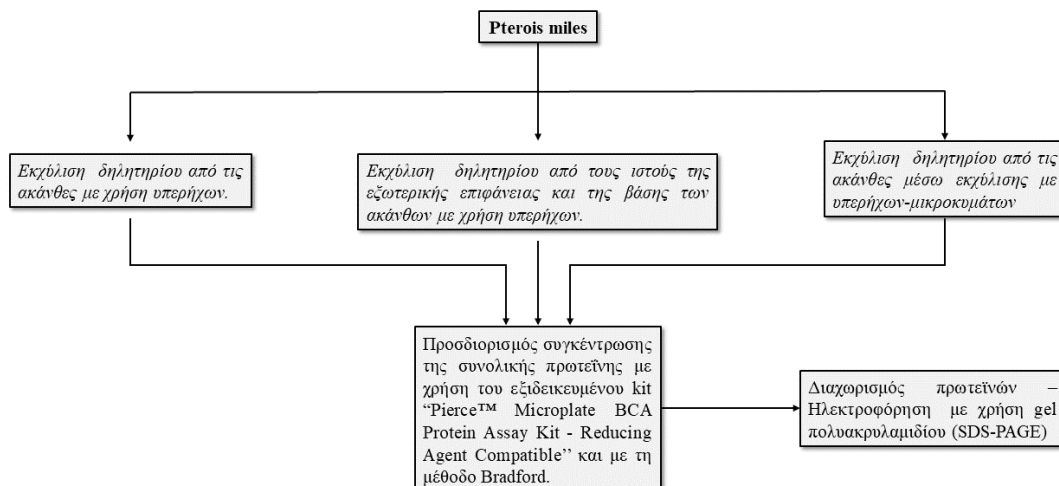 Pterois miles
Εκχύλιση δηλητηρίου από τις
ακάνθες με χρήση υπερήχων.
Εκχύλιση δηλητηρίου από τους ιστούς της
εξωτερικής επιφάνειας και της βάσης των
ακάνθων με χρήση υπερήχων.
Εκχύλιση δηλητηρίου από τις
ακάνθες μέσω εκχύλισης με
υπερήχων-μικροκυμάτων
Προσδιορισμός συγκέντρωσης
της συνολικής πρωτεΐνης με
χρήση του εξιδεικευμένου kit
“Pierce™ Microplate BCA
Protein Assay Kit - Reducing
Agent Compatible’’ και με τη
μέθοδο Bradford.
Διαχωρισμός πρωτεϊνών –
Ηλεκτροφόρηση με χρήση gel
πολυακρυλαμιδίου (SDS-PAGE)